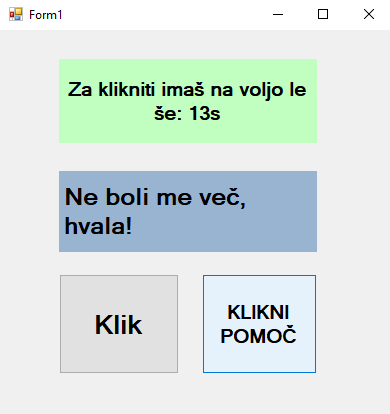 Form1
Za klikniti imaš na voljo le
še: 13s
Ne boli me več,
hvala!
Klik
KLIKNI
POMOČ